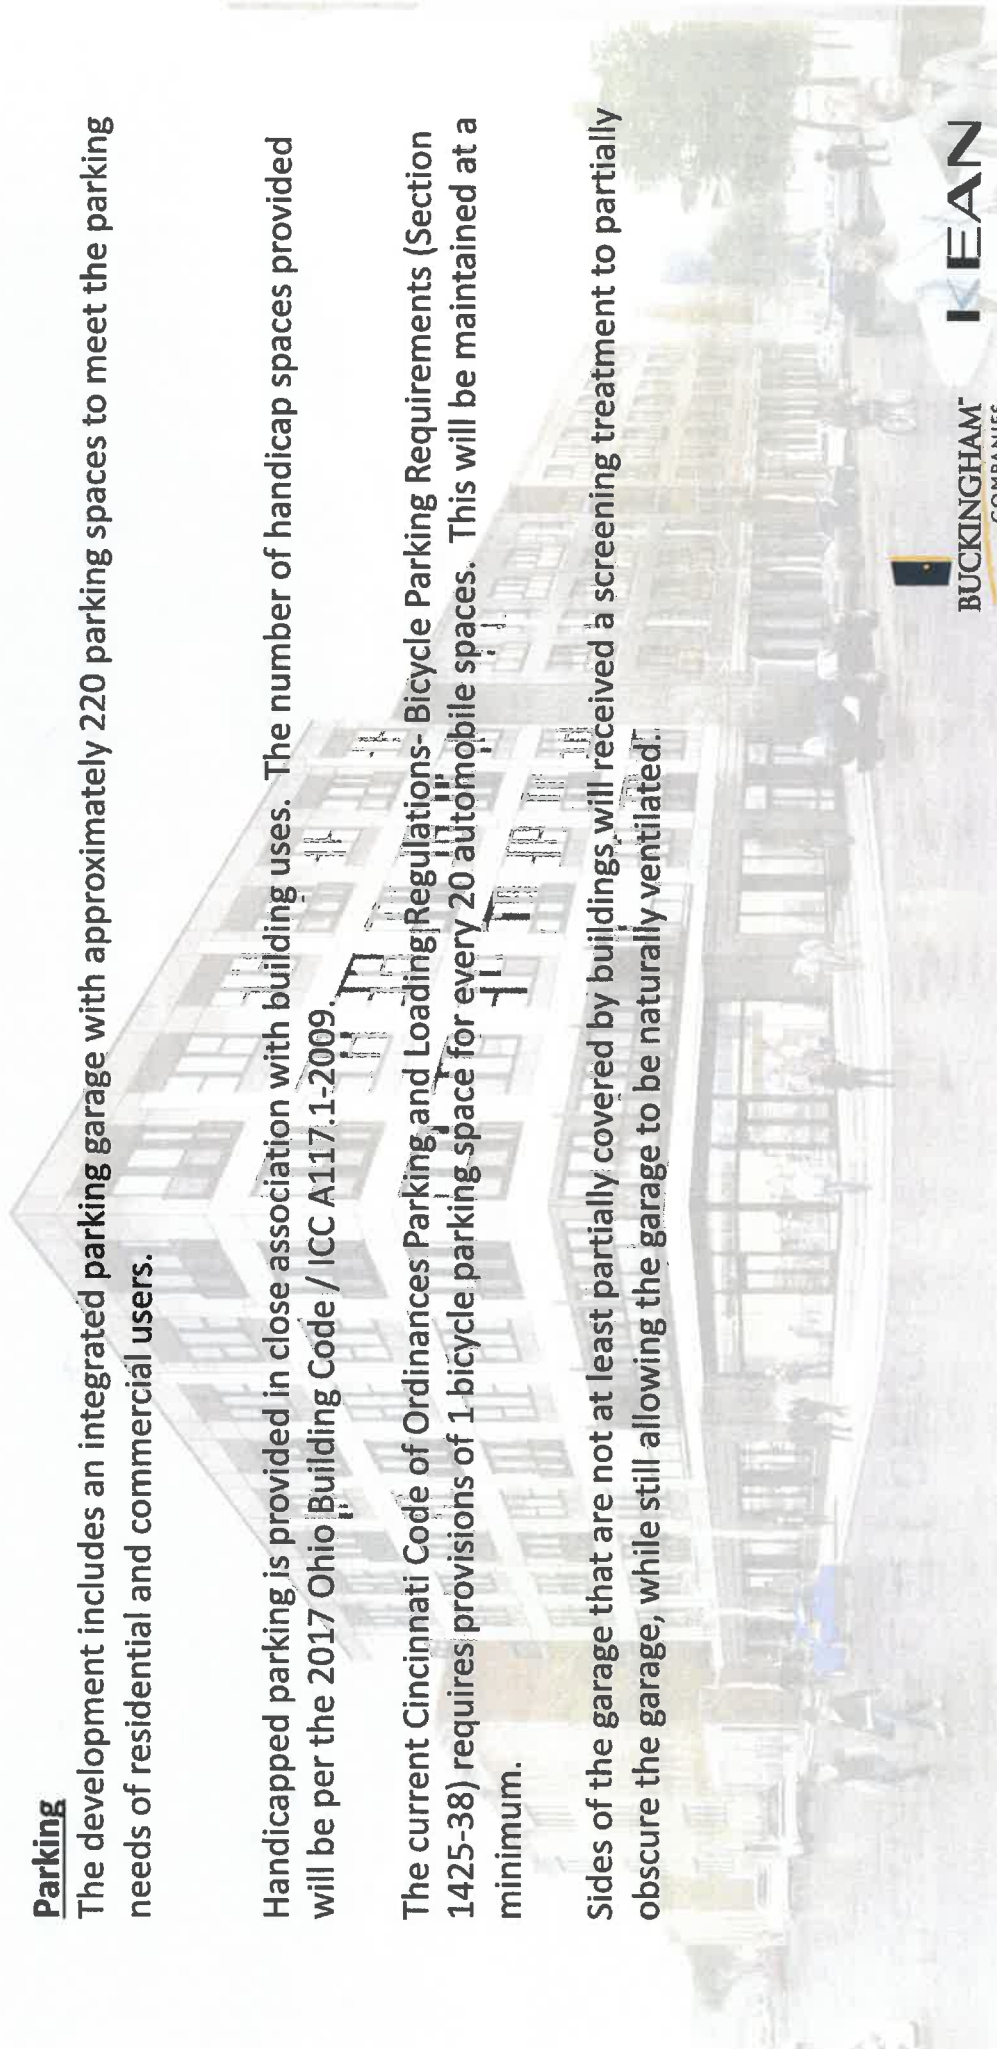 Parking
The development includes an integrated parking garage with approximately 220 parking spaces to meet the parking
needs of residential and commercial users.
Handicapped parking is provided in close association with building uses. The number of handicap spaces provided
will be per the 2017 Ohio Building Code / ICC A117.1-2009.
The current Cincinnati Code of Ordinances Parking and Loading Regulations- Bicycle Parking Requirements (Section
1425-38) requires provisions of 1 bicycle parking space for every 20 automobile spaces. This will be maintained at a
minimum.
Sides of the garage that are not at least partially covered by buildings will received a screening treatment to partially
obscure the garage, while still allowing the garage to be naturally ventilated.
BUCKINGHAM
COMPANIES
KEAN